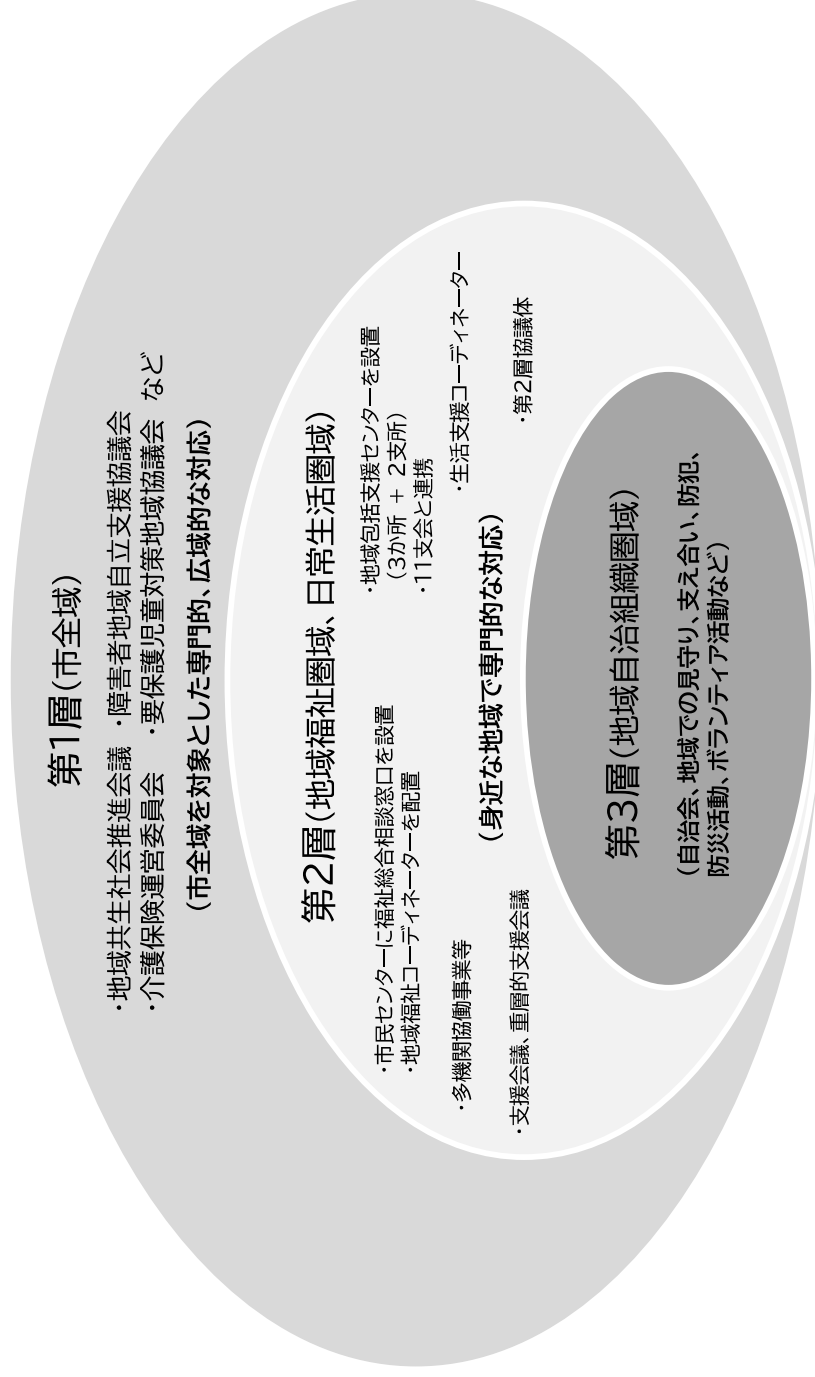 第1層(市全域)
・地域共生社会推進会議　・障害者地域自立支援協議会
・介護保険運営委員会　　・要保護児童対策地域協議会　など
(市全域を対象とした専門的、広域的な対応)
第2層(地域福祉圏域、日常生活圏域)
・市民センターに福祉総合相談窓口を設置
・地域福祉コーディネーターを配置
・地域包括支援センターを設置
(3か所 + 2支所)
・11支会と連携
・多機関協働事業等
・生活支援コーディネーター
(身近な地域で専門的な対応)
・支援会議、重層的支援会議
・第2層協議体
第3層(地域自治組織圏域)
(自治会、地域での見守り、支え合い、防犯、
防災活動、ボランティア活動など)